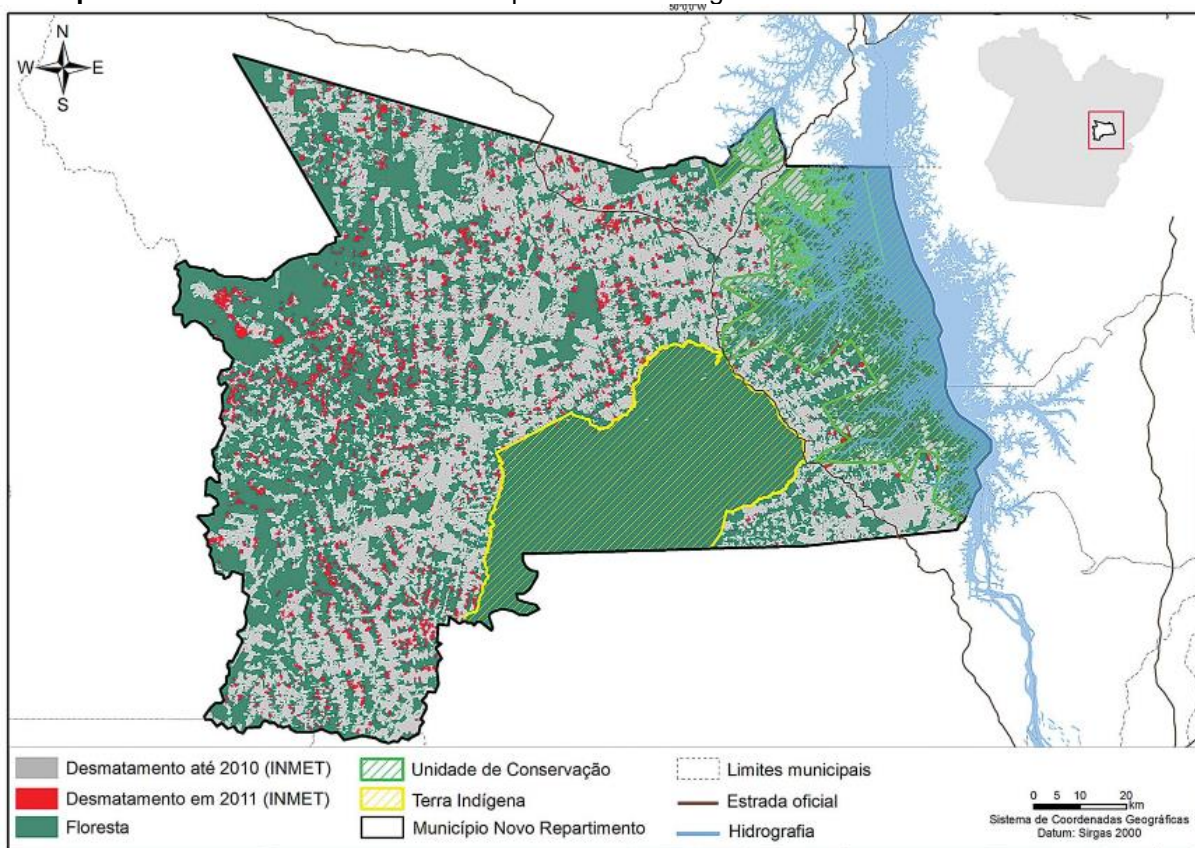 50°0'0"W
N
W E
S
Desmatamento até 2010 (INMET)
Desmatamento em 2011 (INMET)
Floresta
Unidade de Conservação
Terra Indígena
Município Novo Repartimento
Limites municipais
Estrada oficial
Hidrografia
0 5 10 20
km
Sistema de Coordenadas Geográficas
Datum: Sirgas 2000